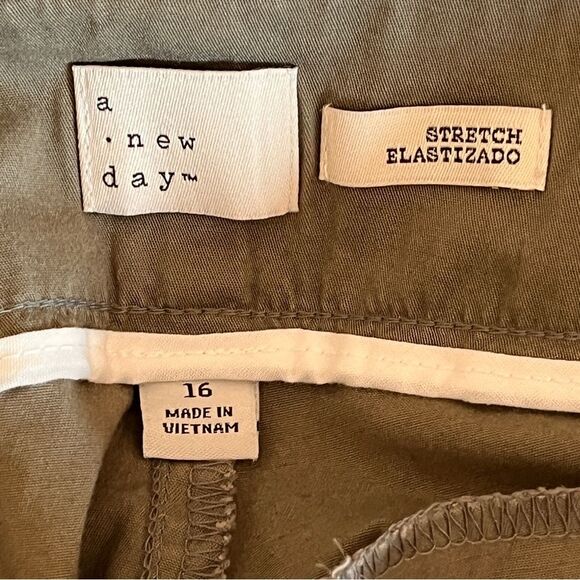 a
· new
day™
STRETCH
ELASTIZADO
16
MADE IN
VIETNAM